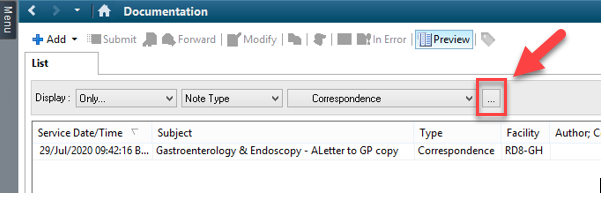 Menu
Documentation
Add Submit Forward Modify In Error Preview
List
Display : Only... Note Type Correspondence ...
Service Date/Time Subject Type Facility Author; Co
29/Jul/2020 09:42:16 B... Gastroenterology & Endoscopy - ALetter to GP copy Correspondence RD8-GH